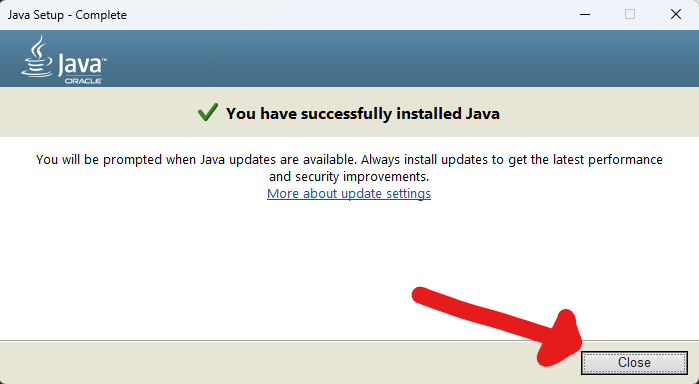 Java Setup - Complete
Java™
ORACLE
You have successfully installed Java
You will be prompted when Java updates are available. Always install updates to get the latest performance
and security improvements.
More about update settings
Close